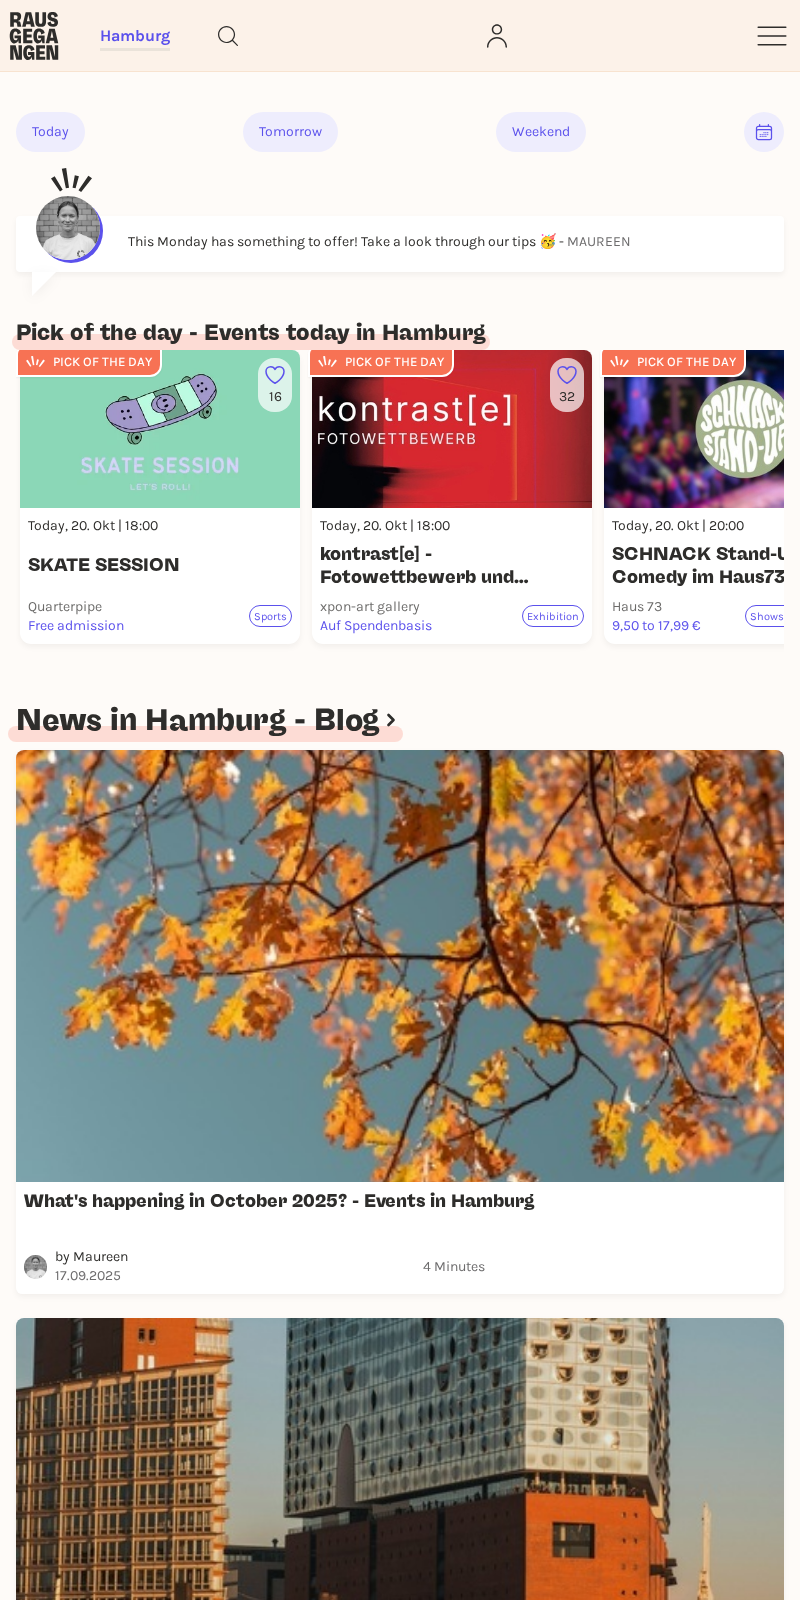 RAUS
GEGA
NGEN
Hamburg
Today
Tomorrow
Weekend
This Monday has something to offer! Take a look through our tips 🥳 - MAUREEN
Pick of the day - Events today in Hamburg
PICK OF THE DAY
16
SKATE SESSION
LET'S ROLL!
Today, 20. Okt | 18:00
SKATE SESSION
Quarterpipe
Free admission
Sports
PICK OF THE DAY
32
kontrast[e]
FOTOWETTBEWERB
Today, 20. Okt | 18:00
kontrast[e] -
Fotowettbewerb und...
xpon-art gallery
Auf Spendenbasis
Exhibition
PICK OF THE DAY
SCHNACK
STAND-U
Today, 20. Okt | 20:00
SCHNACK Stand-U
Comedy im Haus73
Haus 73
9,50 to 17,99 €
Shows
News in Hamburg - Blog
What's happening in October 2025? - Events in Hamburg
by Maureen
17.09.2025
4 Minutes